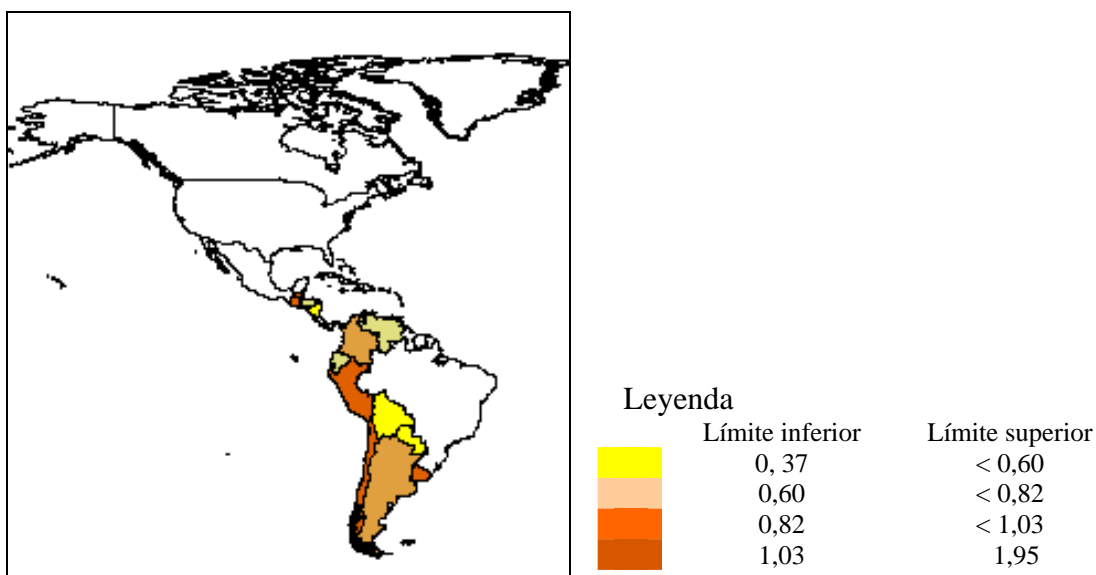 Leyenda
Límite inferior Límite superior
0, 37 < 0,60
0,60 < 0,82
0,82 < 1,03
1,03 1,95